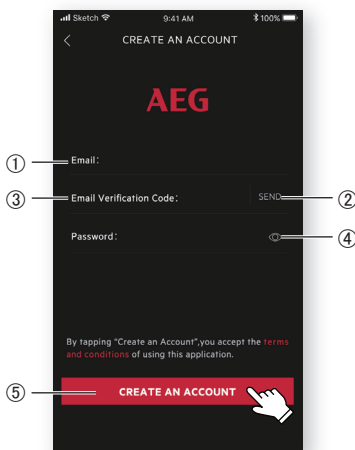 Sketch 9:41 AM 100%
CREATE AN ACCOUNT
AEG
① Email:
③ Email Verification Code: SEND ②
Password: ④
By tapping "Create an Account",you accept the terms
and conditions of using this application.
⑤ CREATE AN ACCOUNT